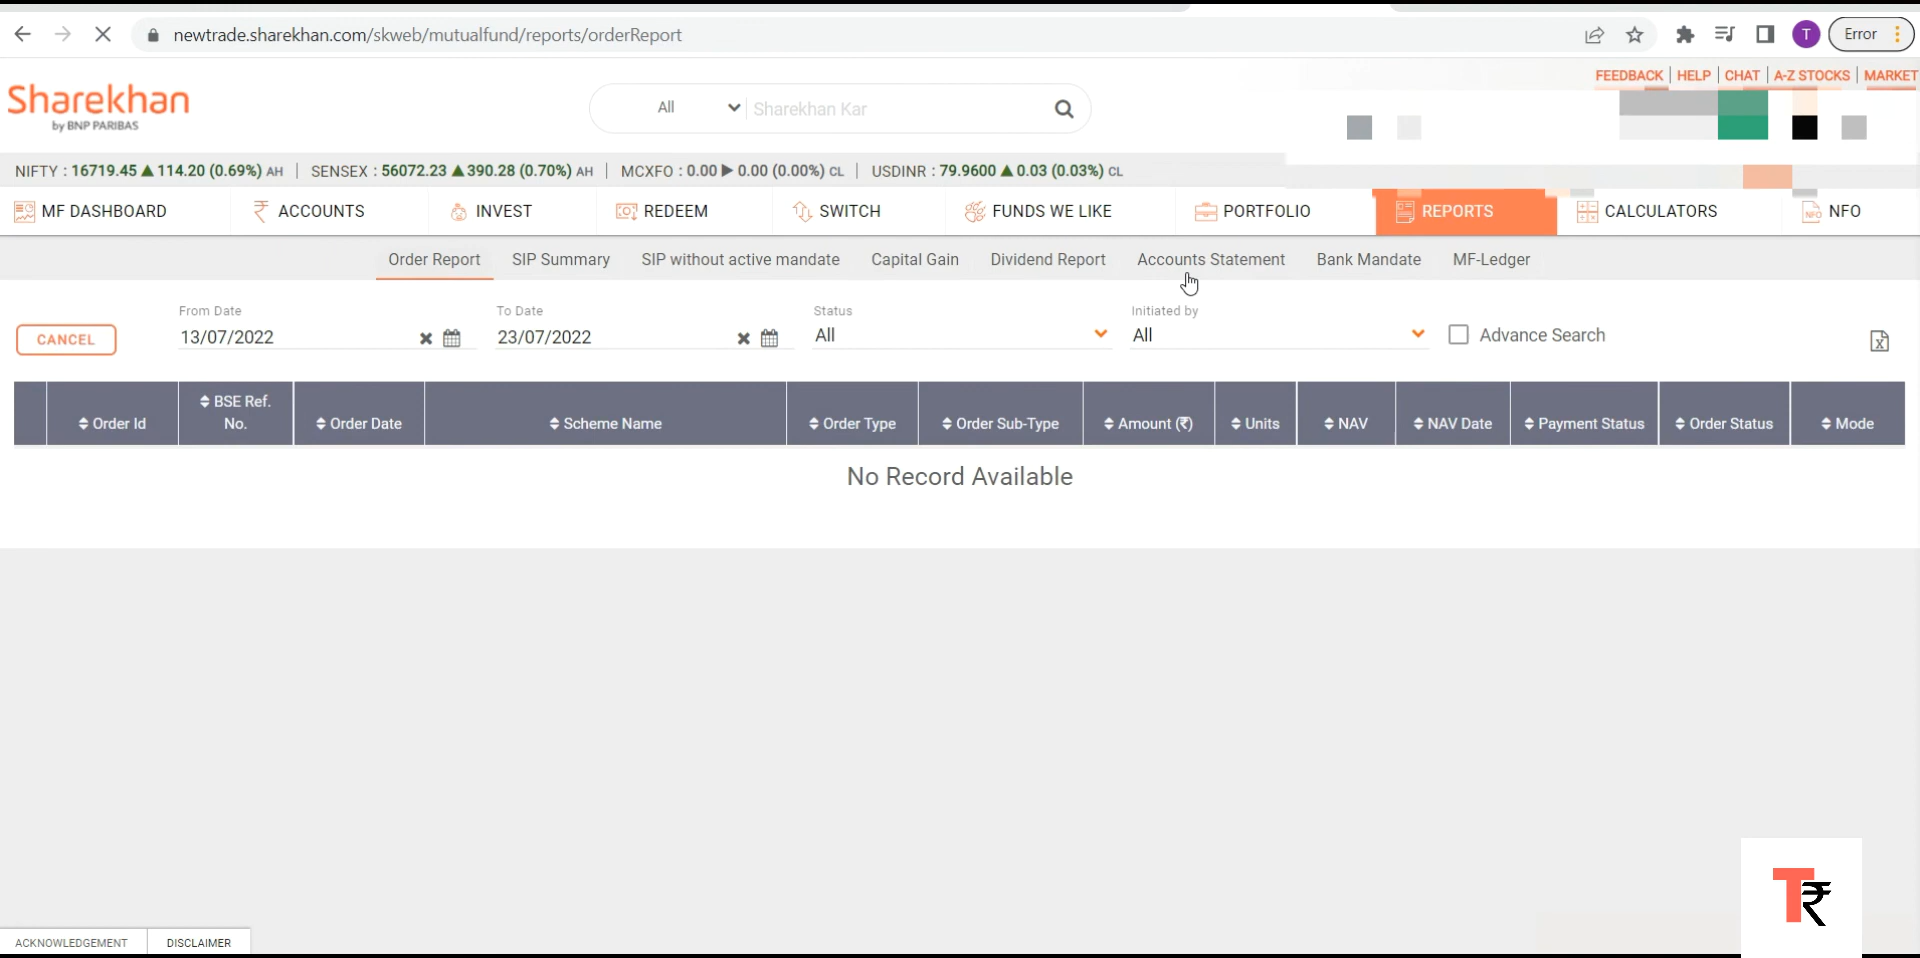 newtrade.sharekhan.com/skweb/mutualfund/reports/orderReport
T
Error
FEEDBACK | HELP | CHAT | A-Z STOCKS | MARKET
Sharekhan
by BNP PARIBAS
All
Sharekhan Kar
NIFTY : 16719.45 ▲ 114.20 (0.69%) AH | SENSEX : 56072.23 ▲ 390.28 (0.70%) AH | MCXFO : 0.00 ▶ 0.00 (0.00%) CL | USDINR : 79.9600 ▲ 0.03 (0.03%) CL
MF DASHBOARD ₹ ACCOUNTS INVEST REDEEM SWITCH FUNDS WE LIKE PORTFOLIO REPORTS CALCULATORS NFO NFO
Order Report SIP Summary SIP without active mandate Capital Gain Dividend Report Accounts Statement Bank Mandate MF-Ledger
From Date To Date Status Initiated by
CANCEL 13/07/2022 23/07/2022 All All Advance Search
Order Id BSE Ref. No. Order Date Scheme Name Order Type Order Sub-Type Amount (₹) Units NAV NAV Date Payment Status Order Status Mode
No Record Available
T₹
ACKNOWLEDGEMENT DISCLAIMER